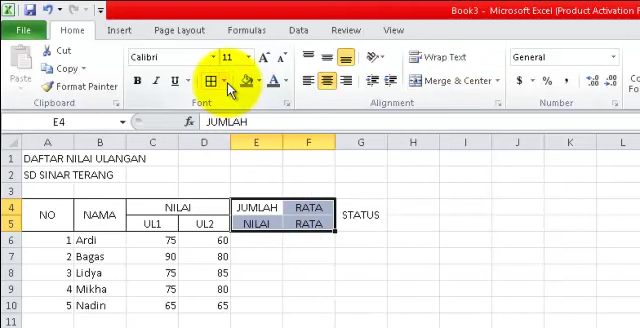 Book3 - Microsoft Excel (Product Activation
File Home Insert Page Layout Formulas Data Review View
Cut
Copy
Format Painter
Paste
Clipboard
Calibri 11
B I U
Font
Wrap Text
Merge & Center
Alignment
General
$ % ,
Number
E4 fx JUMLAH
A B C D E F G H I J K L
1 DAFTAR NILAI ULANGAN
2 SD SINAR TERANG
3
4 NO NAMA NILAI JUMLAH RATA STATUS
5 UL1 UL2 NILAI RATA
6 1 Ardi 75 60
7 2 Bagas 90 80
8 3 Lidya 75 85
9 4 Mikha 75 80
10 5 Nadin 65 65